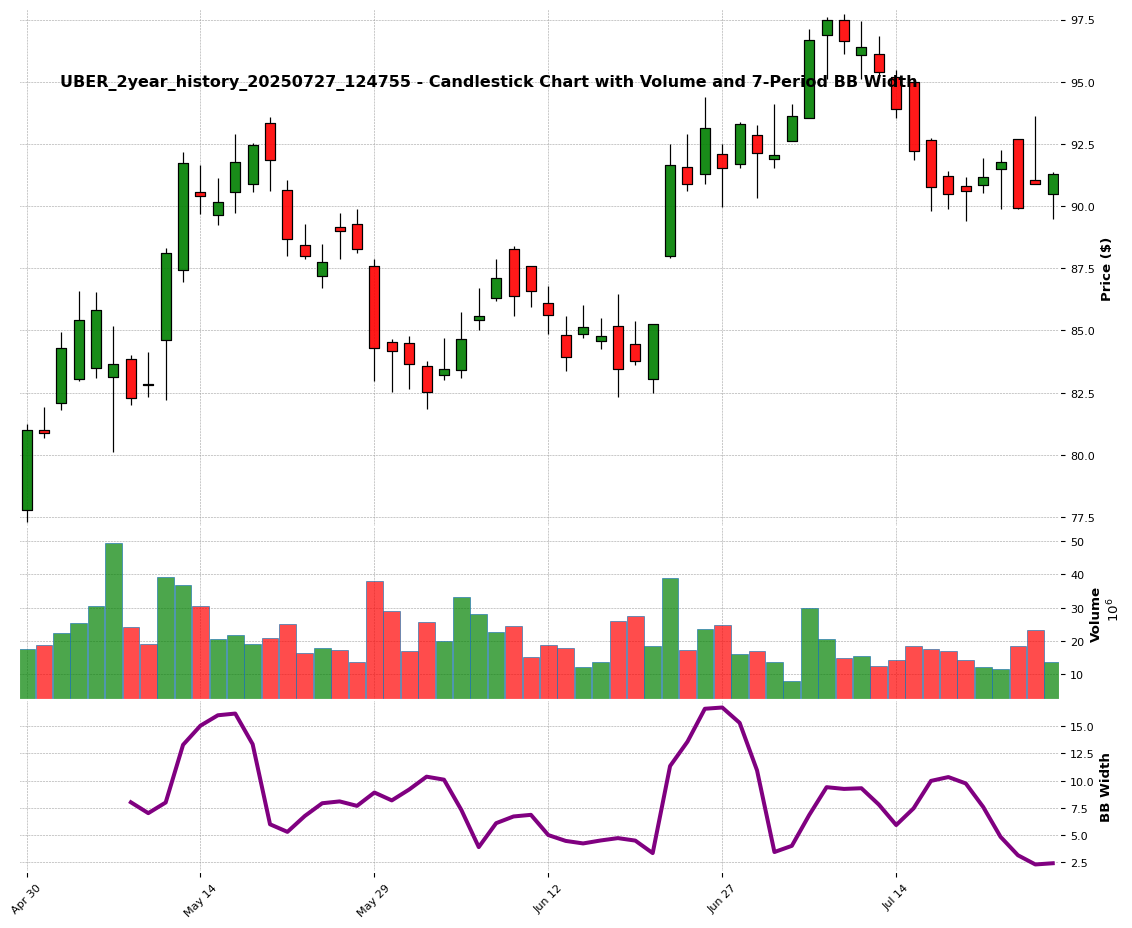 UBER_2year_history_20250727_124755 - Candlestick Chart with Volume and 7-Period BB Width
97.5
95.0
92.5
90.0
87.5
85.0
82.5
80.0
77.5
Price ($)
50
40
30
20
10
Volume
10^6
15.0
12.5
10.0
7.5
5.0
2.5
BB Width
Apr 30
May 14
May 29
Jun 12
Jun 27
Jul 14